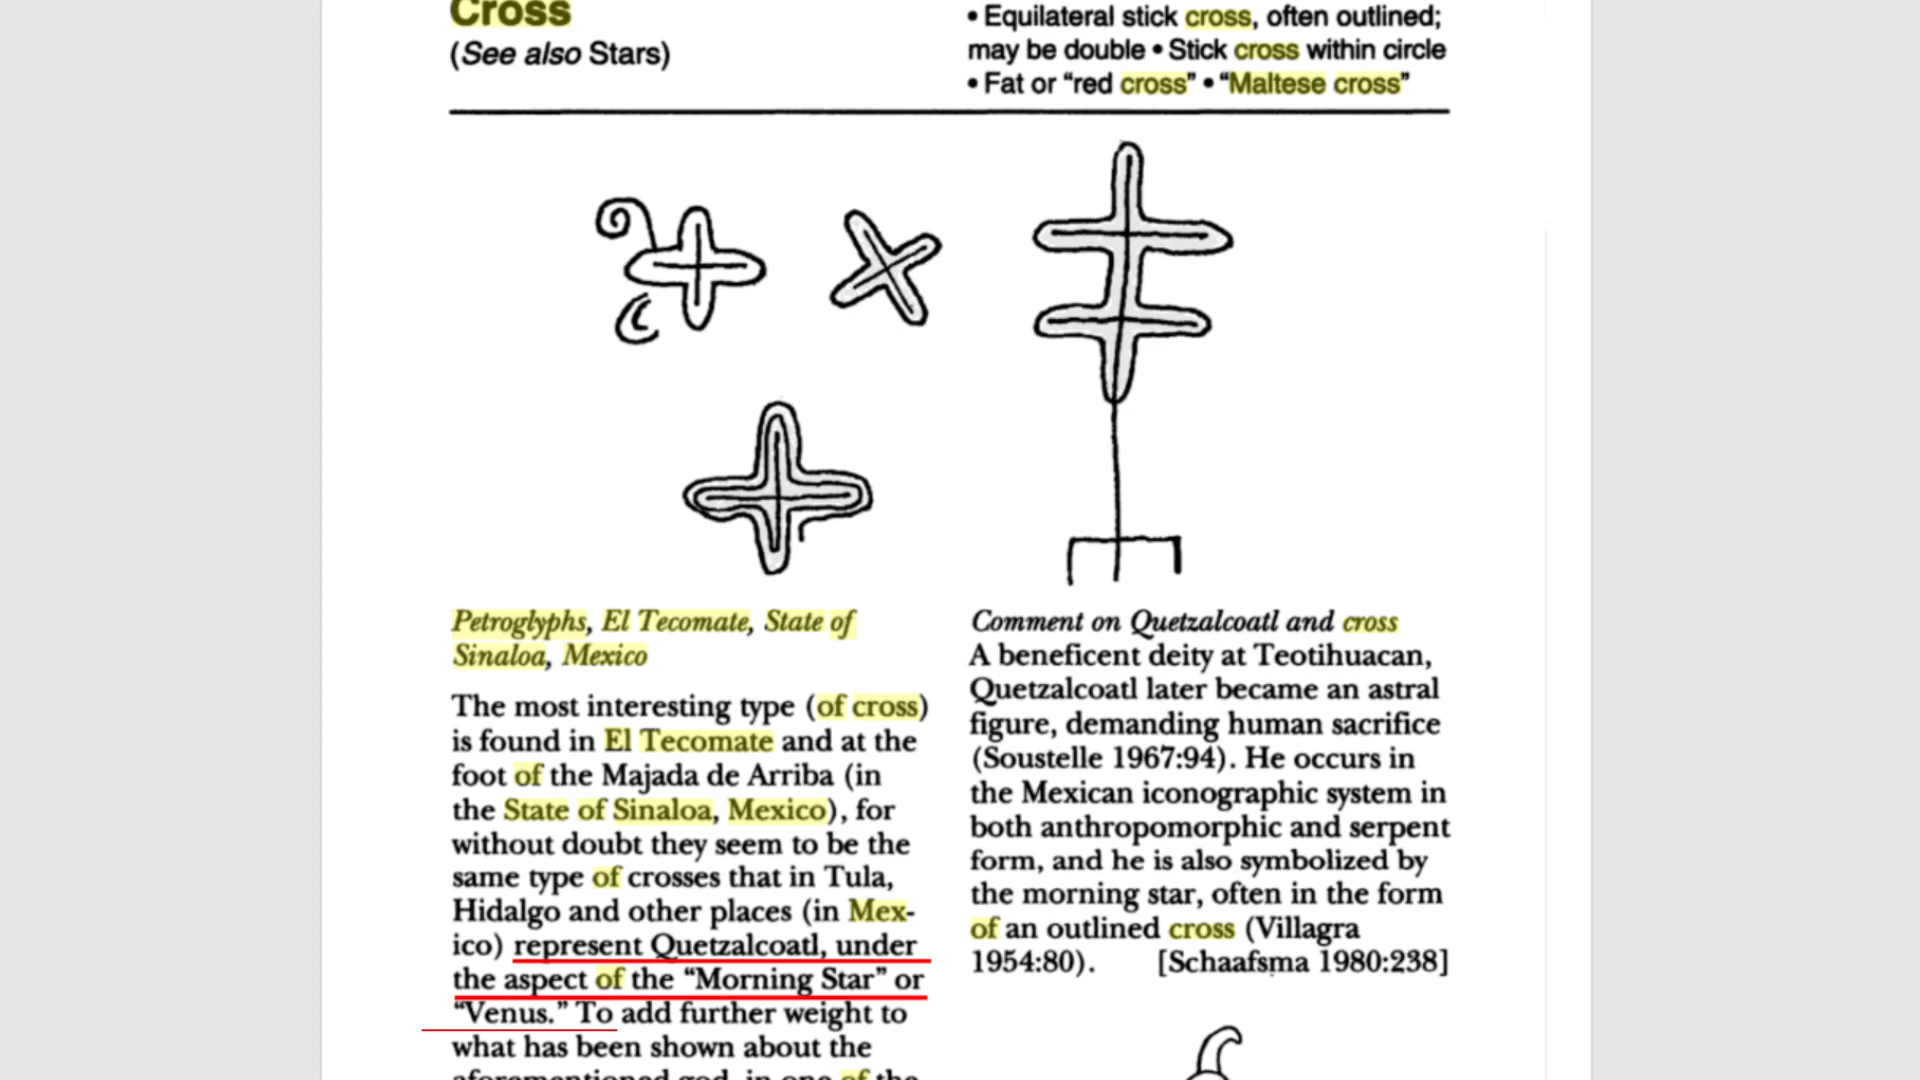 Cross
(See also Stars)
• Equilateral stick cross, often outlined;
may be double • Stick cross within circle
• Fat or “red cross” • “Maltese cross”
Petroglyphs, El Tecomate, State of
Sinaloa, Mexico
The most interesting type (of cross)
is found in El Tecomate and at the
foot of the Majada de Arriba (in
the State of Sinaloa, Mexico), for
without doubt they seem to be the
same type of crosses that in Tula,
Hidalgo and other places (in Mex-
ico) represent Quetzalcoatl, under
the aspect of the “Morning Star” or
“Venus.” To add further weight to
what has been shown about the
aforementioned god, in one of the
Comment on Quetzalcoatl and cross
A beneficent deity at Teotihuacan,
Quetzalcoatl later became an astral
figure, demanding human sacrifice
(Soustelle 1967:94). He occurs in
the Mexican iconographic system in
both anthropomorphic and serpent
form, and he is also symbolized by
the morning star, often in the form
of an outlined cross (Villagra
1954:80). [Schaafsma 1980:238]